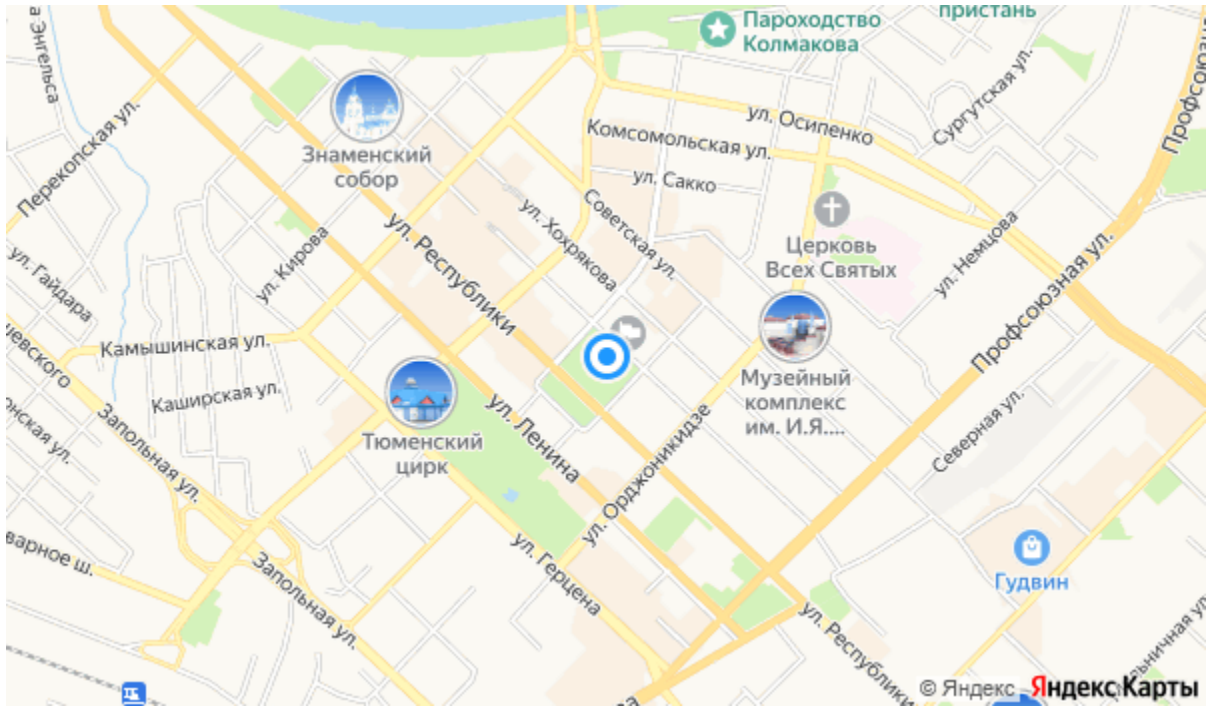 а Энгельса
Пароходство
Колмакова
пристань
Сургутская ул.
Перекопская ул.
Знаменский
собор
ул. Осипенко
Комсомольская ул.
ул. Сакко
ул. Хохрякова
Советская ул.
Церковь
Всех Святых
ул. Немцова
Профсоюзная ул.
ул. Гайдара
ул. Кирова
ул. Республики
Камышинская ул.
Каширская ул.
Тюменский
цирк
ул. Ленина
Музейный
комплекс
им. И.Я....
ул. Орджоникидзе
Северная ул.
Запольная ул.
ул. Герцена
Запольная ул.
варное ш.
Гудвин
ул. Республики
© Яндекс Яндекс Карты